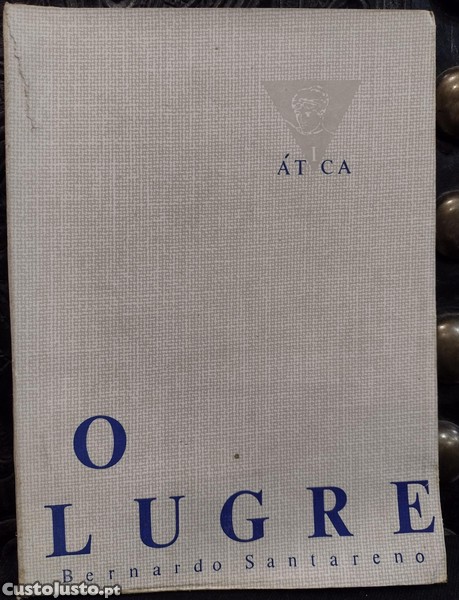 ÁTICA
O
LUGRE
Bernardo Santareno
CustoJusto.pt